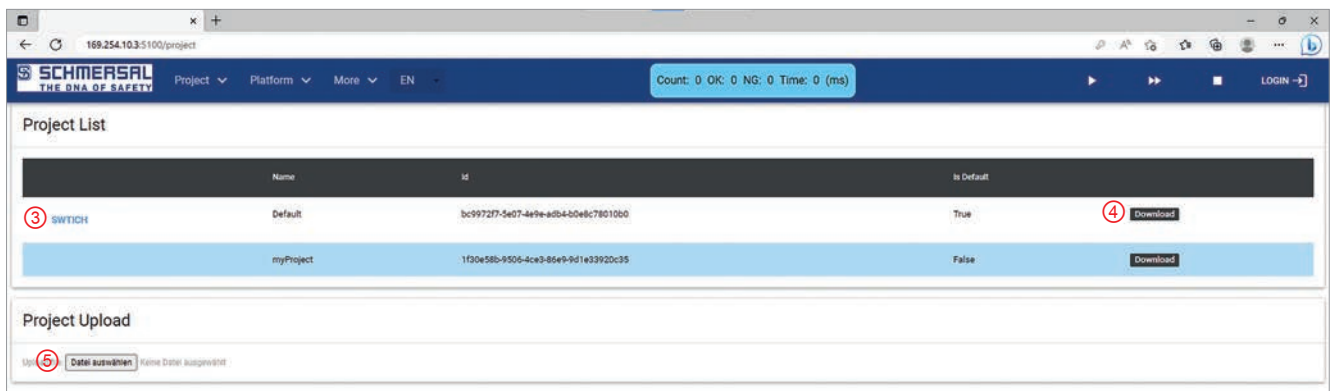 169.254.10.3:5100/project
SCHMERSAL
THE DNA OF SAFETY
Project Platform More EN Count: 0 OK: 0 NG: 0 Time: 0 (ms) LOGIN
Project List
Name Id Is Default
③ SWTICH Default bc9972f7-5e07-4e9e-adb4-b0e8c78010b0 True ④ Download
myProject 1f30e58b-9506-4ce3-86e9-9d1e33920c35 False Download
Project Upload
⑤ Datei auswählen Keine Datei ausgewählt